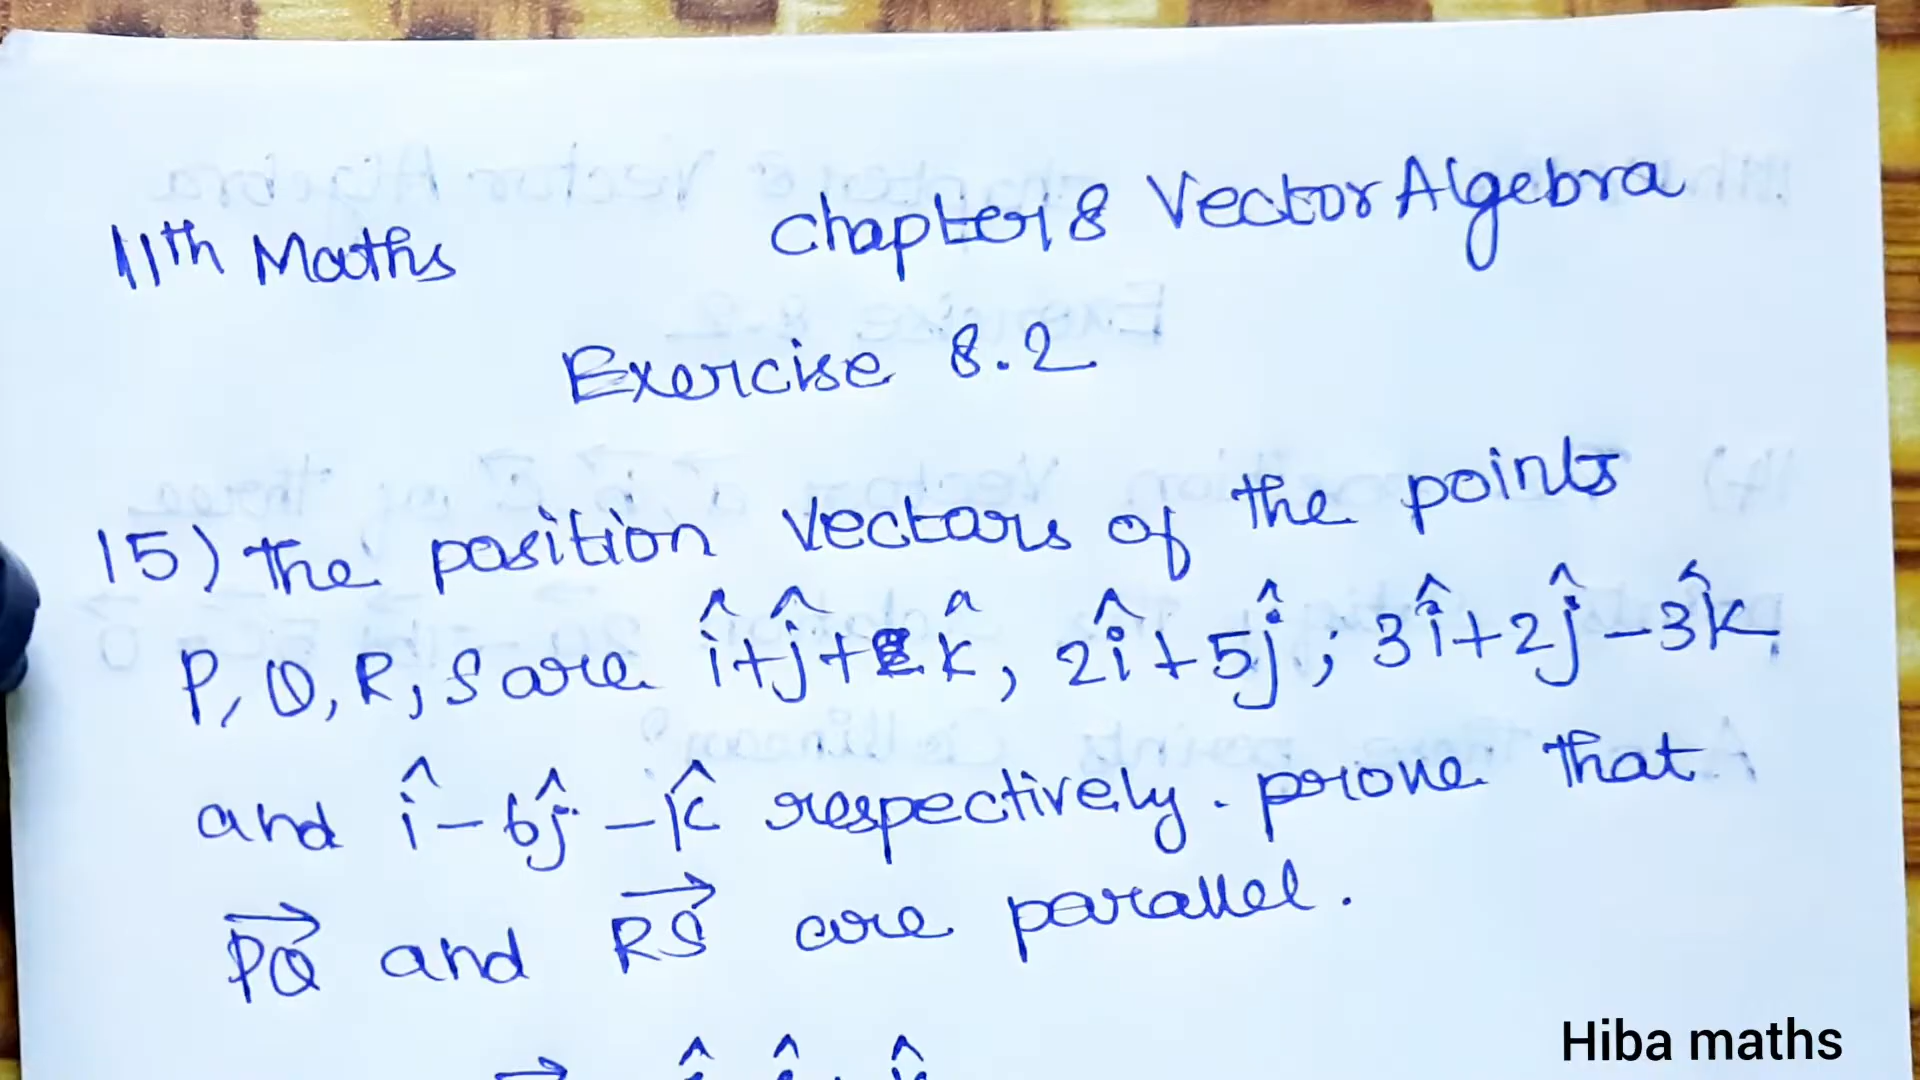 11th Maths Chapter 8 Vector Algebra
Exercise 8.2
15) The position vectors of the points
P, Q, R, S are î+ĵ+k̂, 2î+5ĵ; 3î+2ĵ-3k̂,
and î-6ĵ-k̂ respectively. prove that
PQ⃗ and RS⃗ are parallel.
Hiba maths